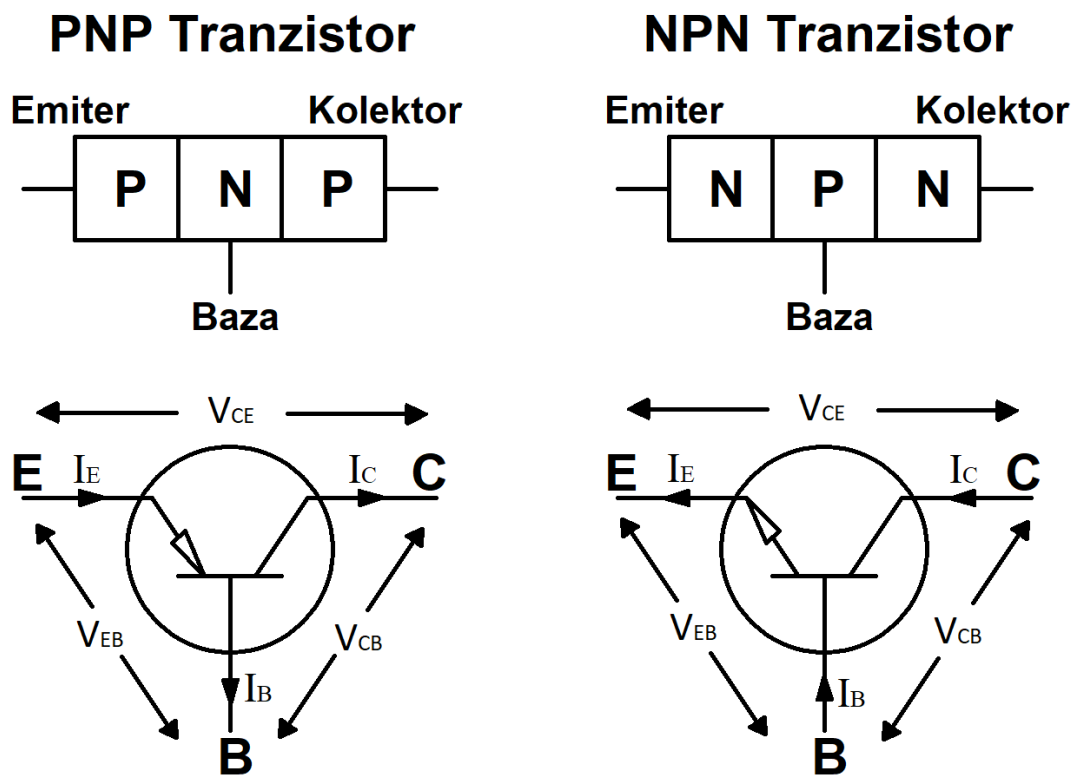 PNP Tranzistor
Emiter Kolektor
P N P
Baza
VCE
E IE IC C
VEB VCB
IB
B
NPN Tranzistor
Emiter Kolektor
N P N
Baza
VCE
E IE IC C
VEB VCB
IB
B